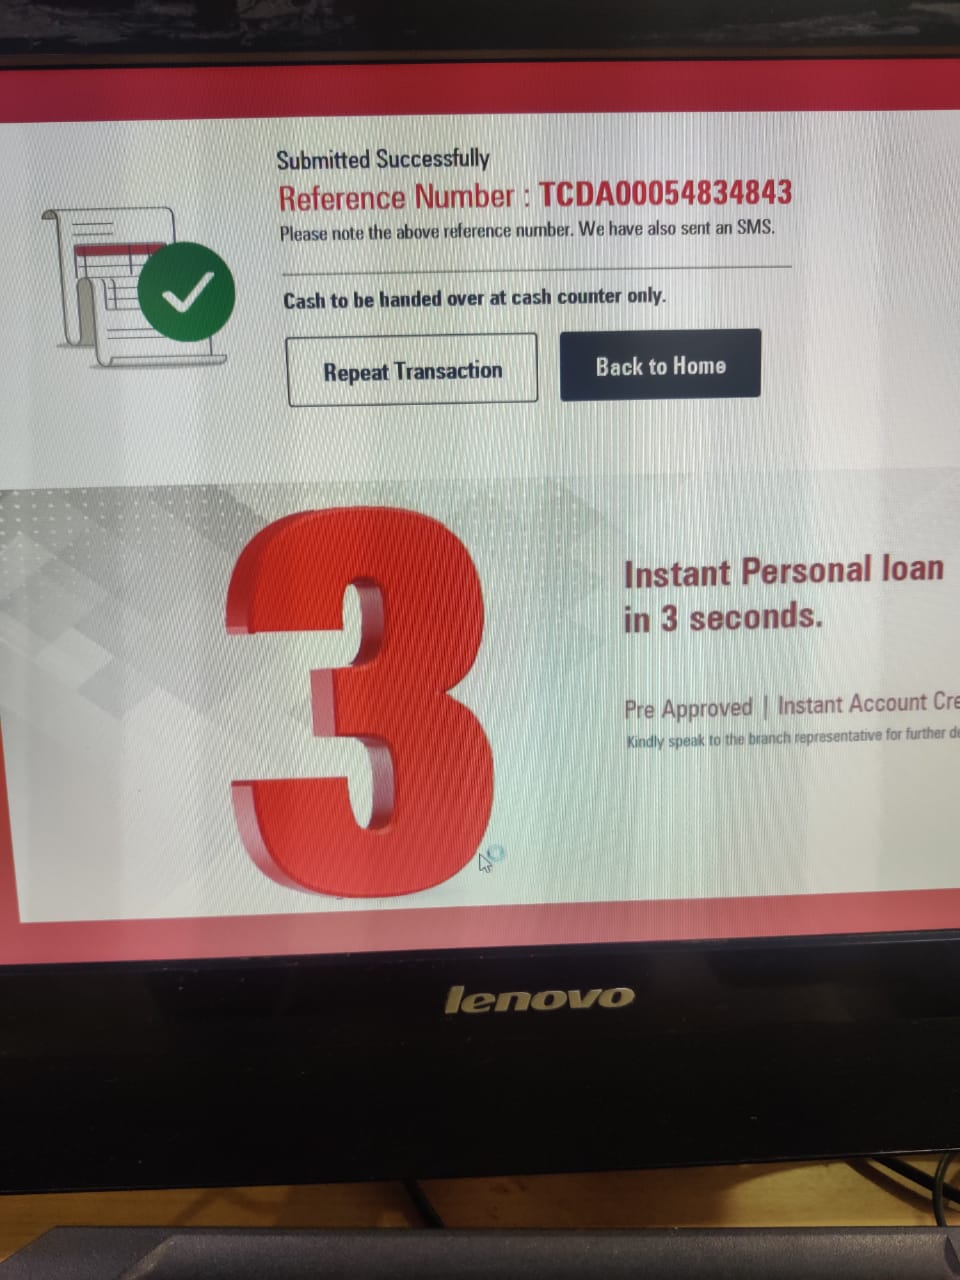 Submitted Successfully
Reference Number : TCDA00054834843
Please note the above reference number. We have also sent an SMS.
Cash to be handed over at cash counter only.
Repeat Transaction
Back to Home
3
Instant Personal loan
in 3 seconds.
Pre Approved | Instant Account Cre
Kindly speak to the branch representative for further de
lenovo